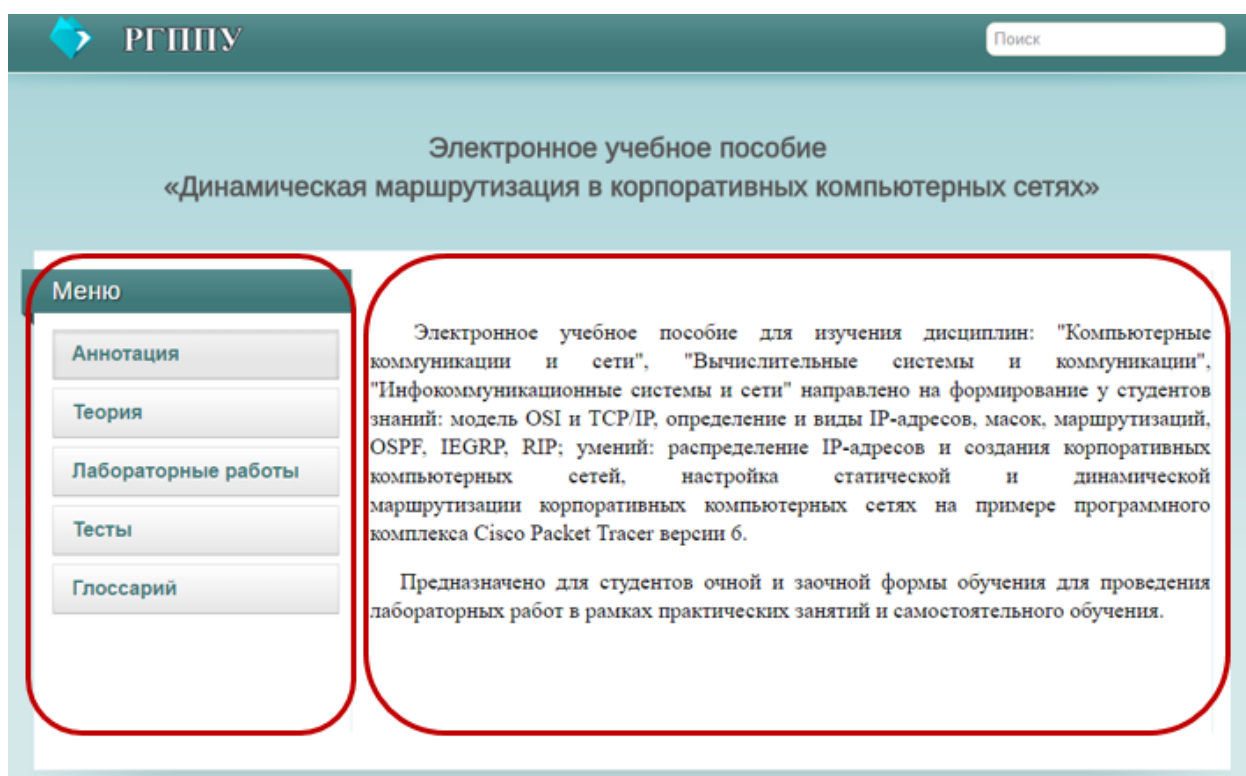 РГППУ
Поиск
Электронное учебное пособие
«Динамическая маршрутизация в корпоративных компьютерных сетях»
Меню
Аннотация
Теория
Лабораторные работы
Тесты
Глоссарий
Электронное учебное пособие для изучения дисциплин: "Компьютерные
коммуникации и сети", "Вычислительные системы и коммуникации",
"Инфокоммуникационные системы и сети" направлено на формирование у студентов
знаний: модель OSI и TCP/IP, определение и виды IP-адресов, масок, маршрутизаций,
OSPF, IEGRP, RIP; умений: распределение IP-адресов и создания корпоративных
компьютерных сетей, настройка статической и динамической
маршрутизации корпоративных компьютерных сетях на примере программного
комплекса Cisco Packet Tracer версии 6.
Предназначено для студентов очной и заочной формы обучения для проведения
лабораторных работ в рамках практических занятий и самостоятельного обучения.